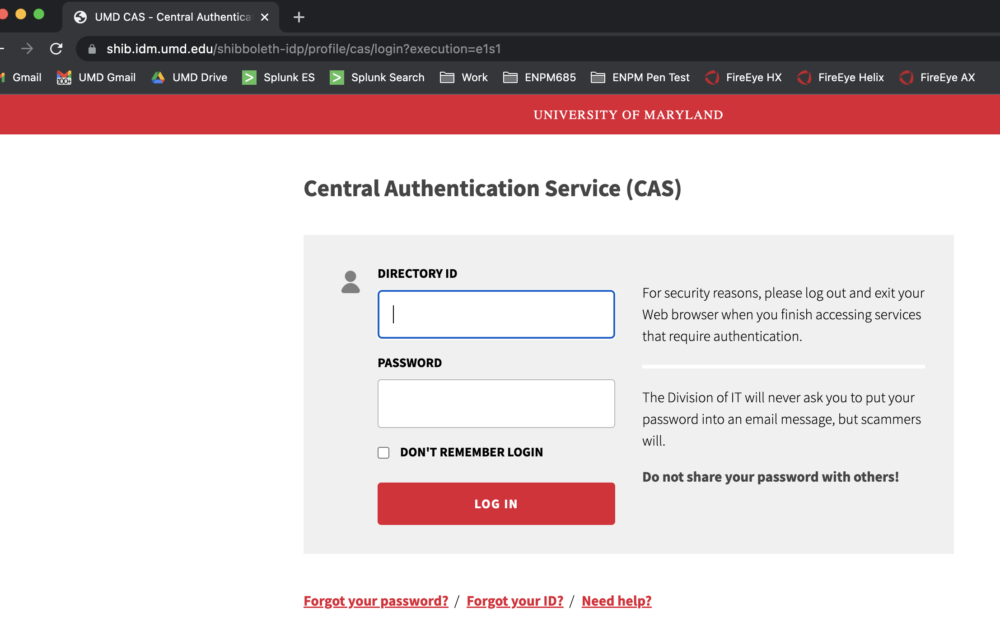 UMD CAS - Central Authentica
shib.idm.umd.edu/shibboleth-idp/profile/cas/login?execution=e1s1
Gmail 100+ UMD Gmail UMD Drive Splunk ES Splunk Search Work ENPM685 ENPM Pen Test FireEye HX FireEye Helix FireEye AX
UNIVERSITY OF MARYLAND
Central Authentication Service (CAS)
DIRECTORY ID
PASSWORD
DON'T REMEMBER LOGIN
LOG IN
For security reasons, please log out and exit your
Web browser when you finish accessing services
that require authentication.
The Division of IT will never ask you to put your
password into an email message, but scammers
will.
Do not share your password with others!
Forgot your password? / Forgot your ID? / Need help?